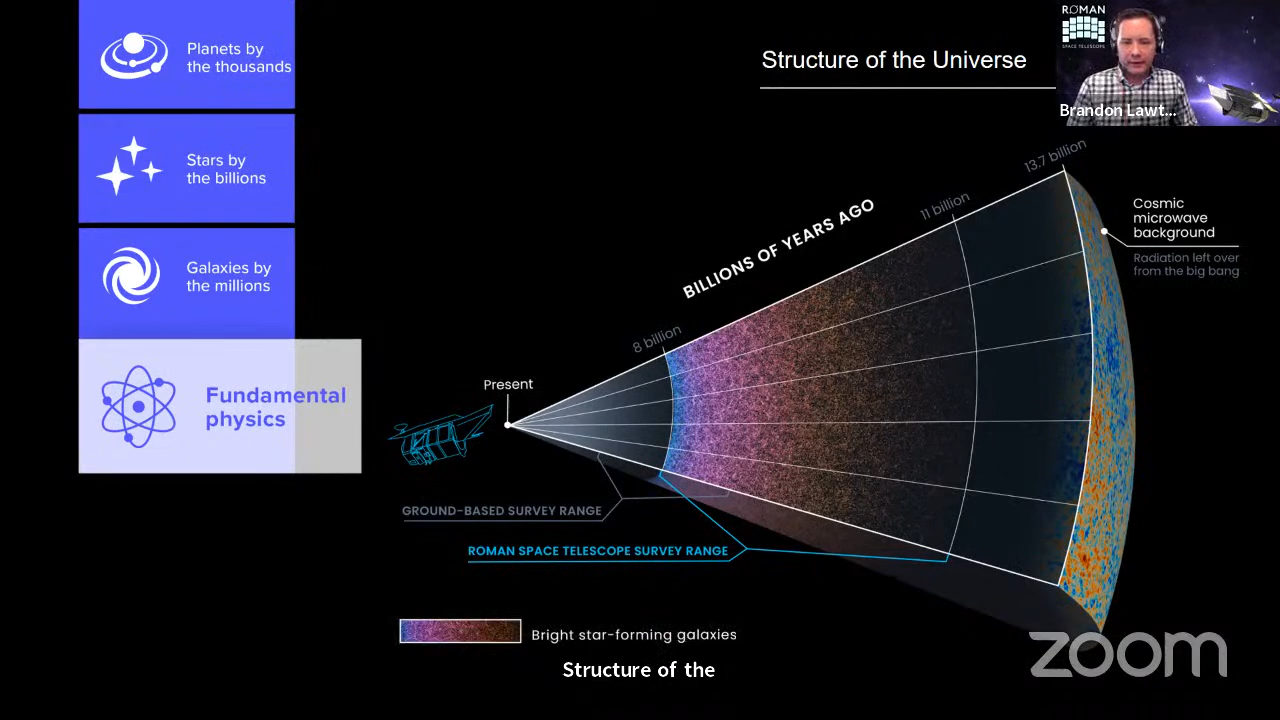 Planets by
the thousands
Stars by
the billions
Galaxies by
the millions
Fundamental
physics
Structure of the Universe
ROMAN
SPACE TELESCOPE
Brandon Lawt...
13.7 billion
11 billion
BILLIONS OF YEARS AGO
8 billion
Present
Cosmic
microwave
background
Radiation left over
from the big bang
GROUND-BASED SURVEY RANGE
ROMAN SPACE TELESCOPE SURVEY RANGE
Bright star-forming galaxies
Structure of the
zoom